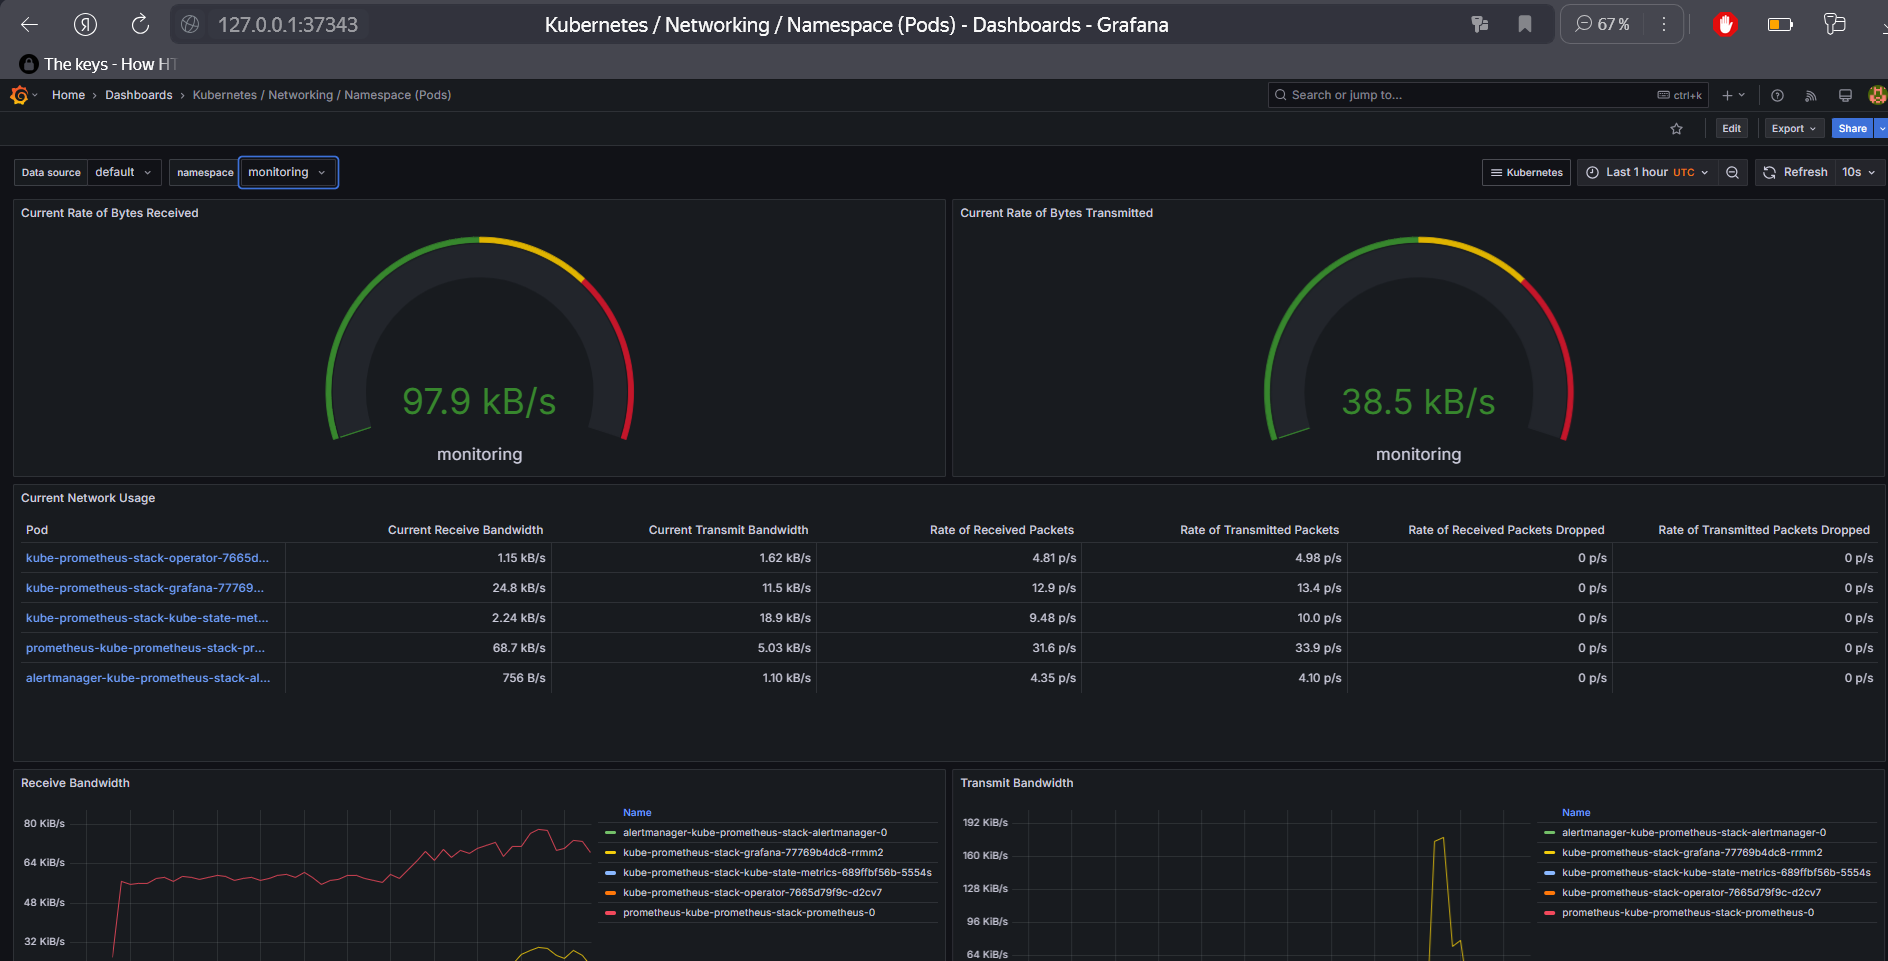 Я 127.0.0.1:37343 Kubernetes / Networking / Namespace (Pods) - Dashboards - Grafana 67 %
The keys - How HT
Home › Dashboards › Kubernetes / Networking / Namespace (Pods) Search or jump to... ctrl+k
Edit Export Share
Data source default namespace monitoring Kubernetes Last 1 hour UTC Refresh 10s
Current Rate of Bytes Received
97.9 kB/s
monitoring
Current Rate of Bytes Transmitted
38.5 kB/s
monitoring
Current Network Usage
Pod Current Receive Bandwidth Current Transmit Bandwidth Rate of Received Packets Rate of Transmitted Packets Rate of Received Packets Dropped Rate of Transmitted Packets Dropped
kube-prometheus-stack-operator-7665d... 1.15 kB/s 1.62 kB/s 4.81 p/s 4.98 p/s 0 p/s 0 p/s
kube-prometheus-stack-grafana-77769... 24.8 kB/s 11.5 kB/s 12.9 p/s 13.4 p/s 0 p/s 0 p/s
kube-prometheus-stack-kube-state-met... 2.24 kB/s 18.9 kB/s 9.48 p/s 10.0 p/s 0 p/s 0 p/s
prometheus-kube-prometheus-stack-pr... 68.7 kB/s 5.03 kB/s 31.6 p/s 33.9 p/s 0 p/s 0 p/s
alertmanager-kube-prometheus-stack-al... 756 B/s 1.10 kB/s 4.35 p/s 4.10 p/s 0 p/s 0 p/s
Receive Bandwidth
80 KiB/s
64 KiB/s
48 KiB/s
32 KiB/s
Name
alertmanager-kube-prometheus-stack-alertmanager-0
kube-prometheus-stack-grafana-77769b4dc8-rrmm2
kube-prometheus-stack-kube-state-metrics-689ffbf56b-5554s
kube-prometheus-stack-operator-7665d79f9c-d2cv7
prometheus-kube-prometheus-stack-prometheus-0
Transmit Bandwidth
192 KiB/s
160 KiB/s
128 KiB/s
96 KiB/s
64 KiB/s
Name
alertmanager-kube-prometheus-stack-alertmanager-0
kube-prometheus-stack-grafana-77769b4dc8-rrmm2
kube-prometheus-stack-kube-state-metrics-689ffbf56b-5554s
kube-prometheus-stack-operator-7665d79f9c-d2cv7
prometheus-kube-prometheus-stack-prometheus-0